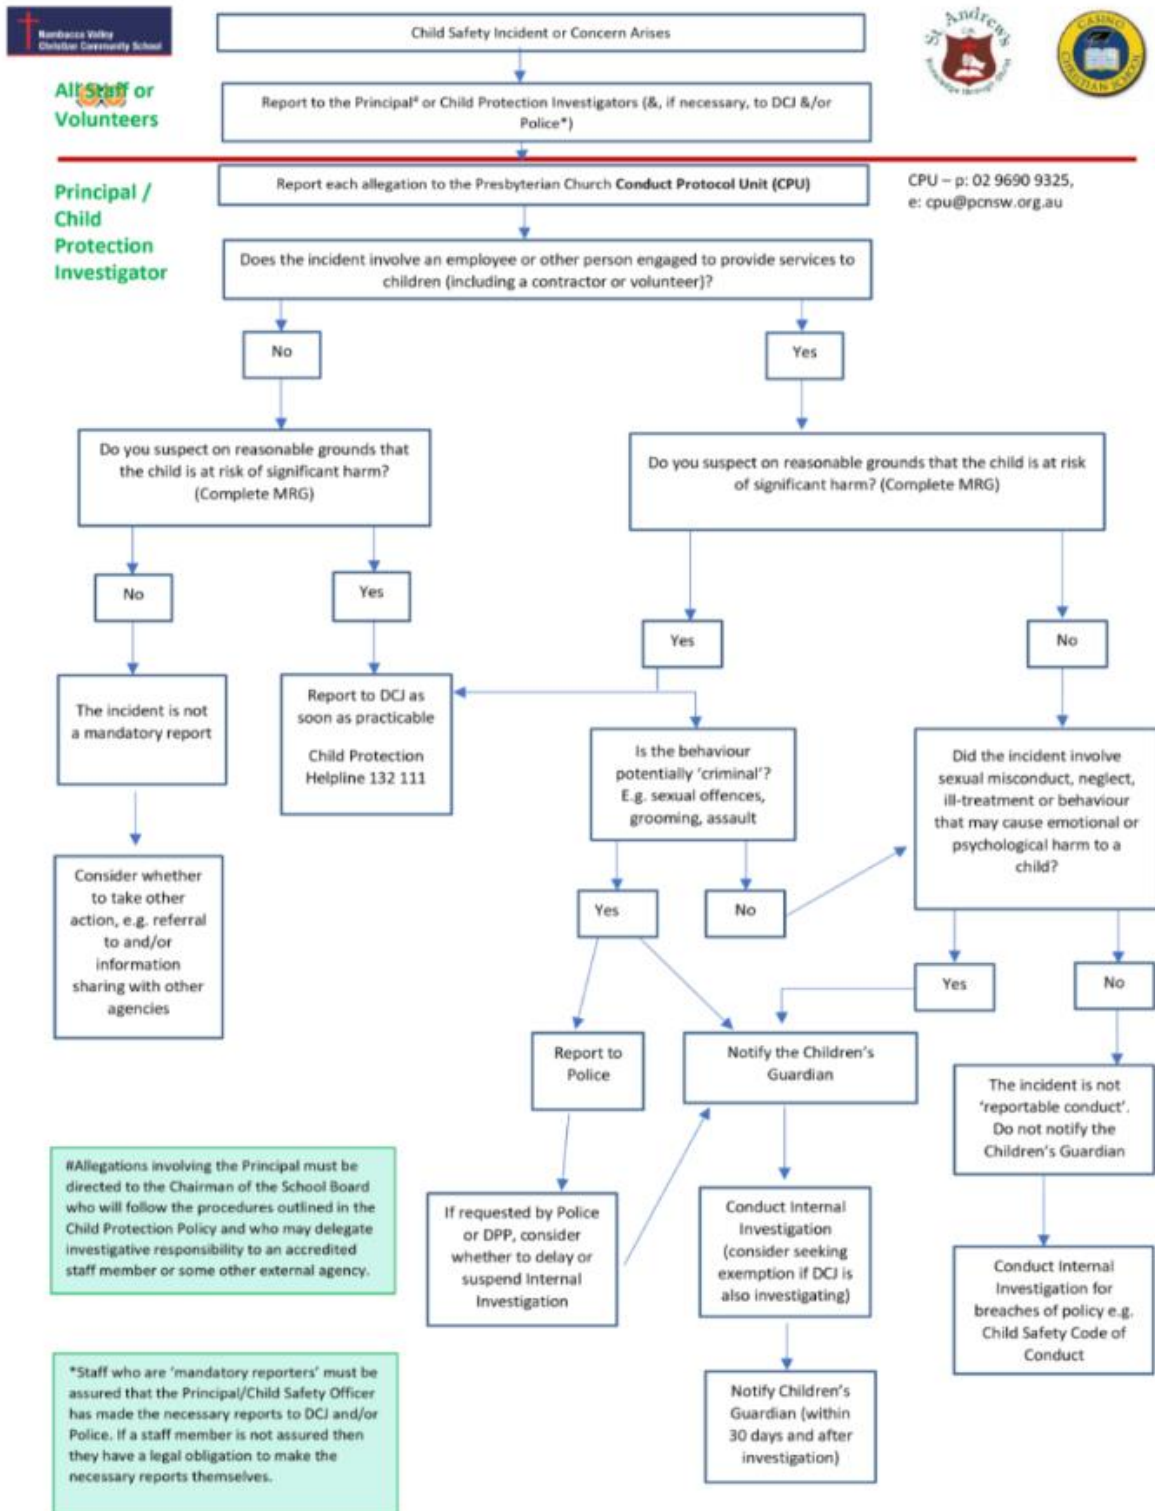 Nambucca Valley
Christian Community School
Child Safety Incident or Concern Arises
St. Andrew's
CASINO
CHRISTIAN SCHOOL
All Staff or
Volunteers
Report to the Principal# or Child Protection Investigators (&, if necessary, to DCJ &/or
Police*)
Principal /
Child
Protection
Investigator
Report each allegation to the Presbyterian Church Conduct Protocol Unit (CPU)
CPU – p: 02 9690 9325,
e: cpu@pcnsw.org.au
Does the incident involve an employee or other person engaged to provide services to
children (including a contractor or volunteer)?
No
Yes
Do you suspect on reasonable grounds that
the child is at risk of significant harm?
(Complete MRG)
Do you suspect on reasonable grounds that the child is at risk
of significant harm? (Complete MRG)
No
Yes
Yes
No
The incident is not
a mandatory report
Report to DCJ as
soon as practicable
Child Protection
Helpline 132 111
Is the behaviour
potentially ‘criminal’?
E.g. sexual offences,
grooming, assault
Did the incident involve
sexual misconduct, neglect,
ill-treatment or behaviour
that may cause emotional or
psychological harm to a
child?
Consider whether
to take other
action, e.g. referral
to and/or
information
sharing with other
agencies
Yes
No
Yes
No
Report to
Police
Notify the Children’s
Guardian
The incident is not
‘reportable conduct’.
Do not notify the
Children’s Guardian
#Allegations involving the Principal must be
directed to the Chairman of the School Board
who will follow the procedures outlined in the
Child Protection Policy and who may delegate
investigative responsibility to an accredited
staff member or some other external agency.
If requested by Police
or DPP, consider
whether to delay or
suspend Internal
Investigation
Conduct Internal
Investigation
(consider seeking
exemption if DCJ is
also investigating)
Conduct Internal
Investigation for
breaches of policy e.g.
Child Safety Code of
Conduct
*Staff who are ‘mandatory reporters’ must be
assured that the Principal/Child Safety Officer
has made the necessary reports to DCJ and/or
Police. If a staff member is not assured then
they have a legal obligation to make the
necessary reports themselves.
Notify Children’s
Guardian (within
30 days and after
investigation)